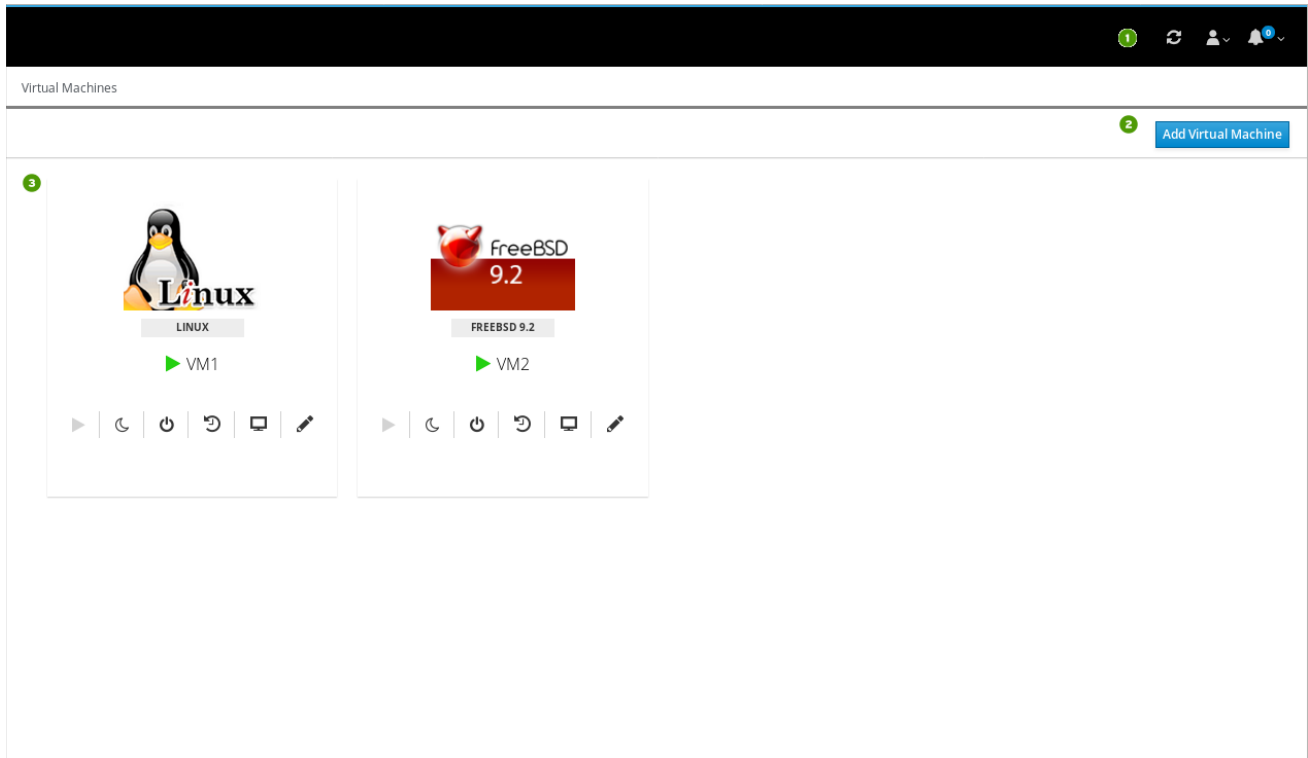 1
0
Virtual Machines
2
Add Virtual Machine
3
Linux
FreeBSD
9.2
LINUX
FREEBSD 9.2
VM1
VM2